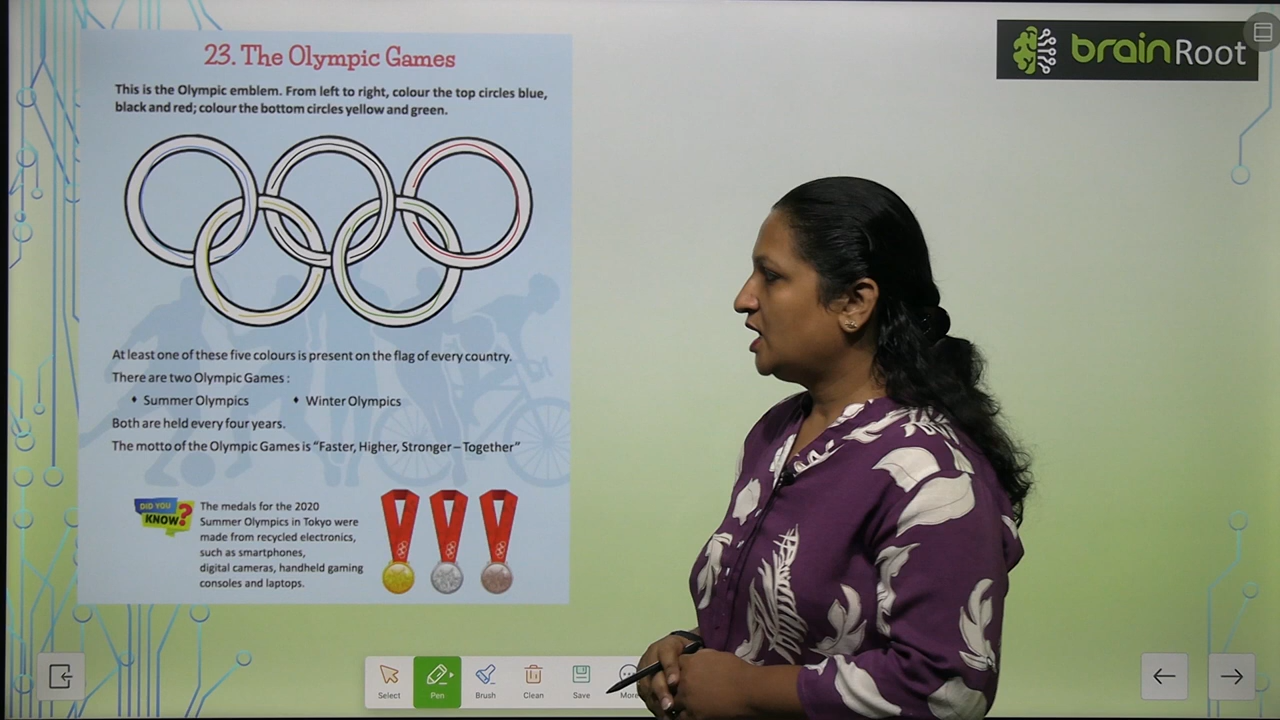 23. The Olympic Games
brainRoot
This is the Olympic emblem. From left to right, colour the top circles blue,
black and red; colour the bottom circles yellow and green.
At least one of these five colours is present on the flag of every country.
There are two Olympic Games :
♦ Summer Olympics ♦ Winter Olympics
Both are held every four years.
The motto of the Olympic Games is “Faster, Higher, Stronger – Together”
DID YOU
KNOW?
The medals for the 2020
Summer Olympics in Tokyo were
made from recycled electronics,
such as smartphones,
digital cameras, handheld gaming
consoles and laptops.
Select Pen Brush Clean Save More